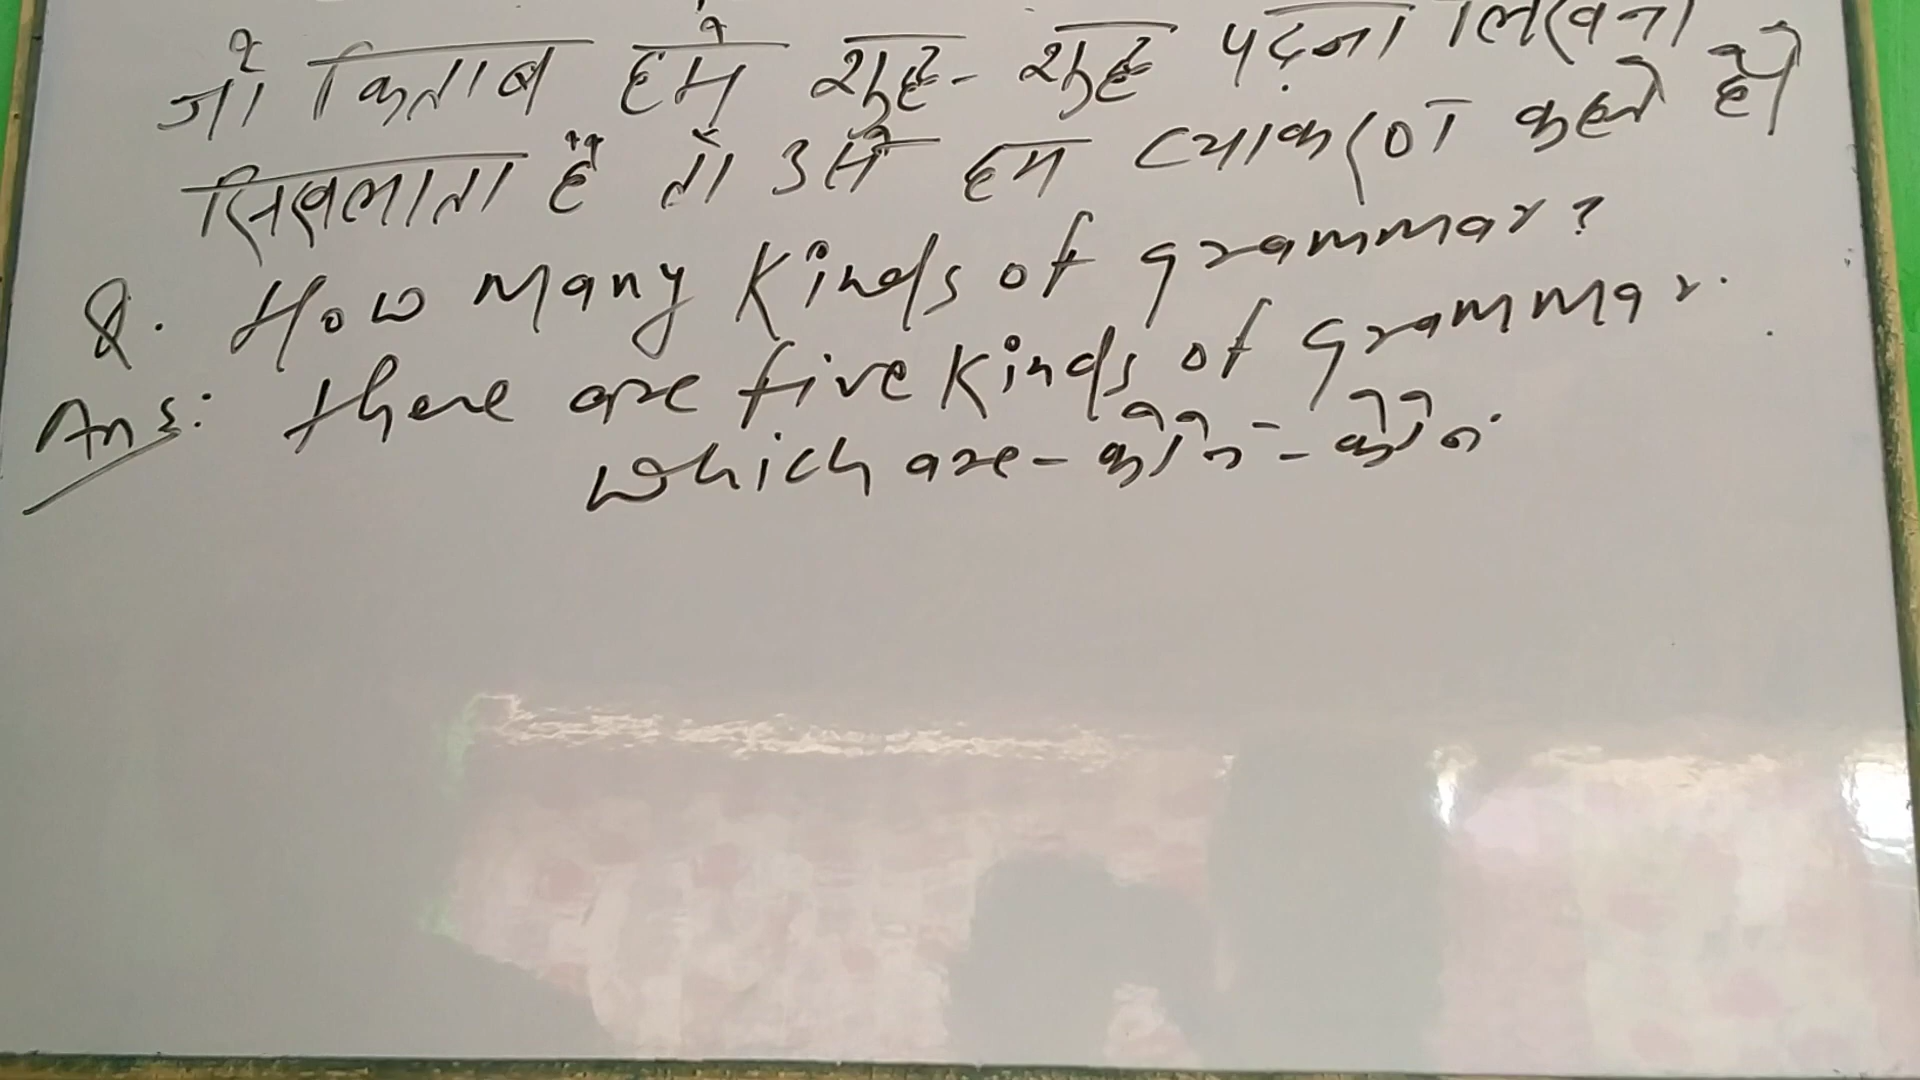 जो किताब हमें शुद्ध-शुद्ध पढ़ना लिखना
सिखलाता हैं तो उसे हम व्याकरण कहते हैं।
Q. How many kinds of grammar?
Ans: there are five kinds of grammar.
which are - कौन-कौन